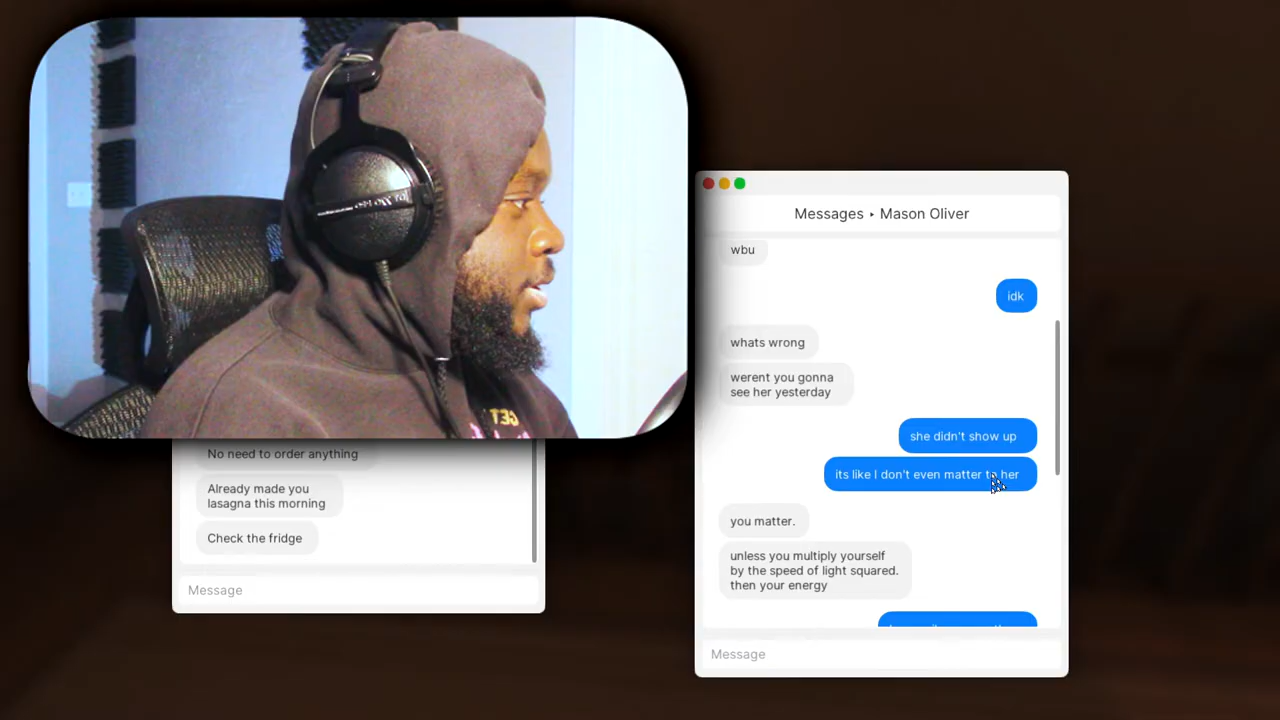 Messages ▸ Mason Oliver
wbu
idk
whats wrong
werent you gonna
see her yesterday
she didn't show up
its like I don't even matter to her
you matter.
unless you multiply yourself
by the speed of light squared.
then your energy
Message
No need to order anything
Already made you
lasagna this morning
Check the fridge
Message
GET